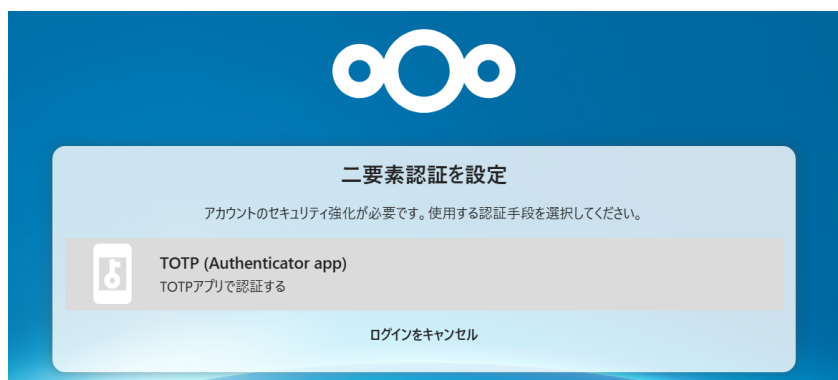 二要素認証を設定
アカウントのセキュリティ強化が必要です。使用する認証手段を選択してください。
TOTP (Authenticator app)
TOTPアプリで認証する
ログインをキャンセル